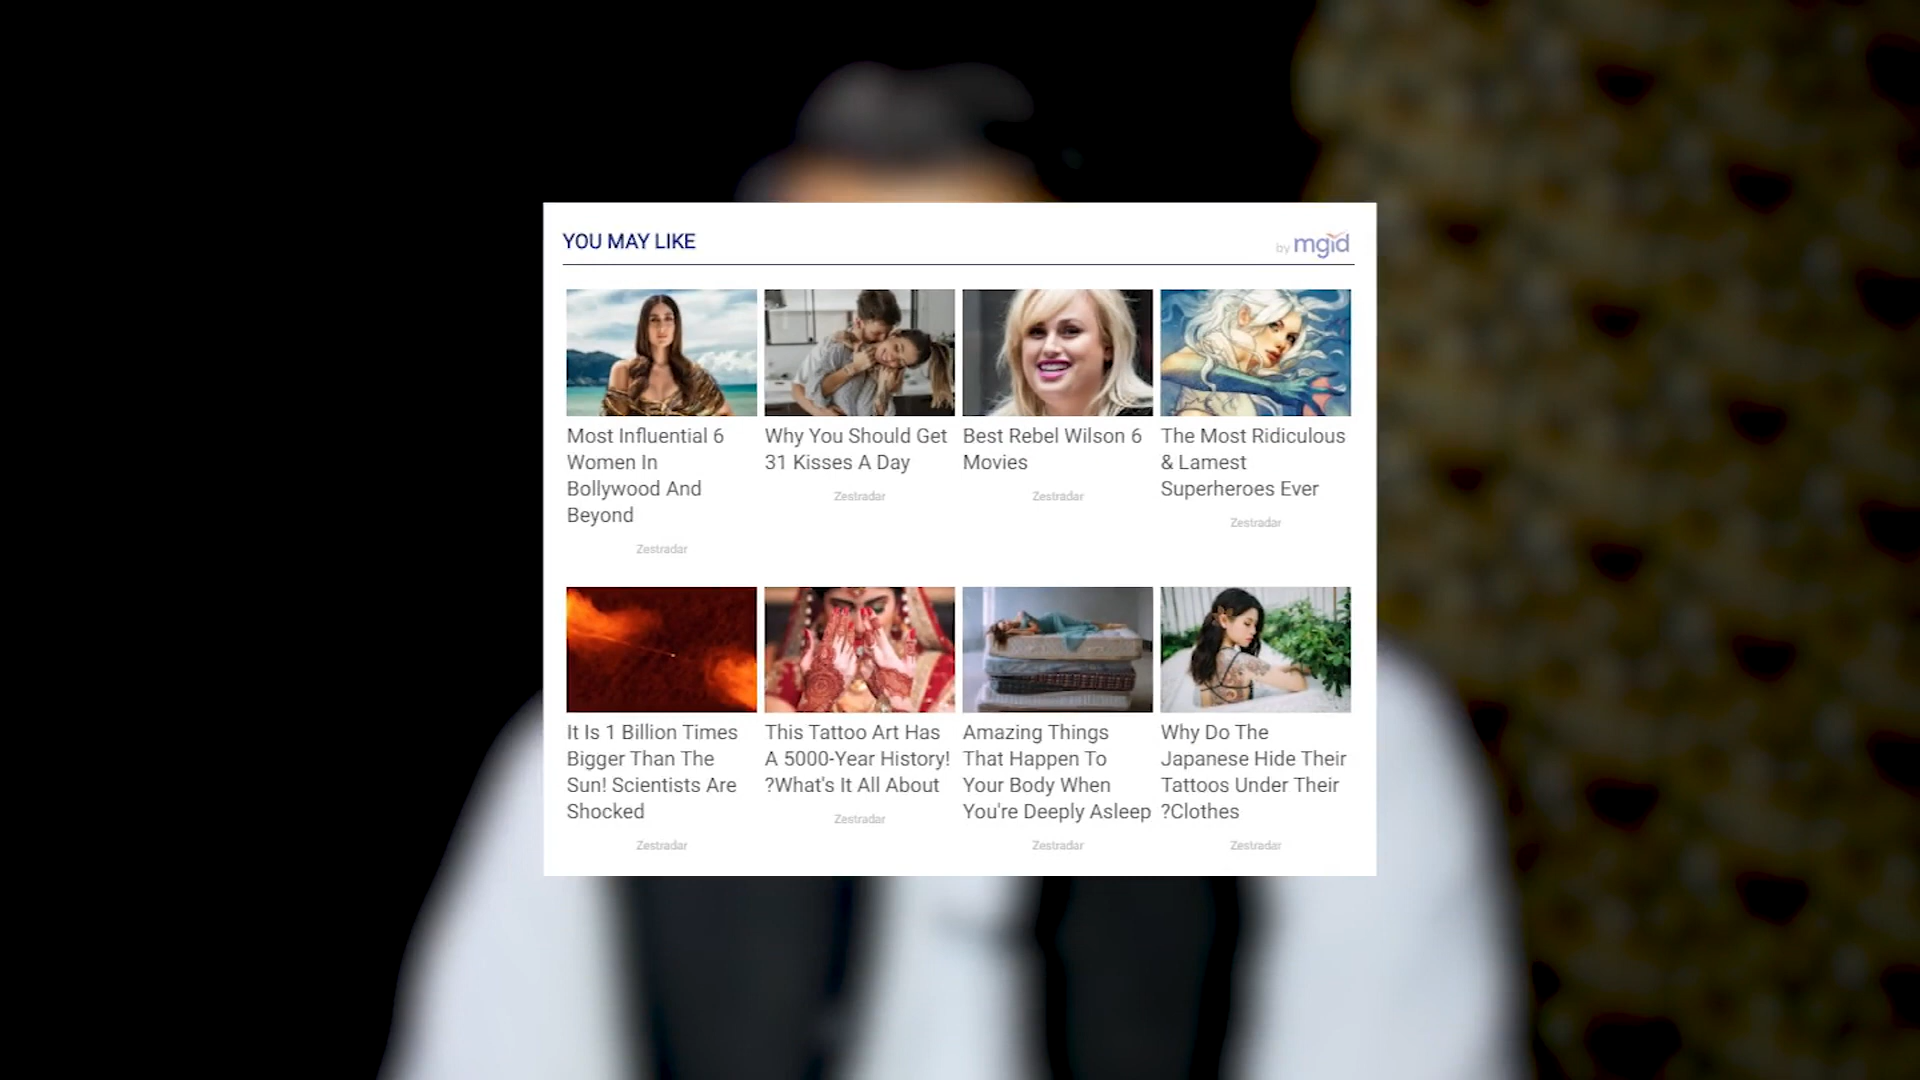 YOU MAY LIKE
by mgid
Most Influential 6
Women In
Bollywood And
Beyond
Zestradar
Why You Should Get
31 Kisses A Day
Zestradar
Best Rebel Wilson 6
Movies
Zestradar
The Most Ridiculous
& Lamest
Superheroes Ever
Zestradar
It Is 1 Billion Times
Bigger Than The
Sun! Scientists Are
Shocked
Zestradar
This Tattoo Art Has
A 5000-Year History!
?What's It All About
Zestradar
Amazing Things
That Happen To
Your Body When
You're Deeply Asleep
Zestradar
Why Do The
Japanese Hide Their
Tattoos Under Their
?Clothes
Zestradar